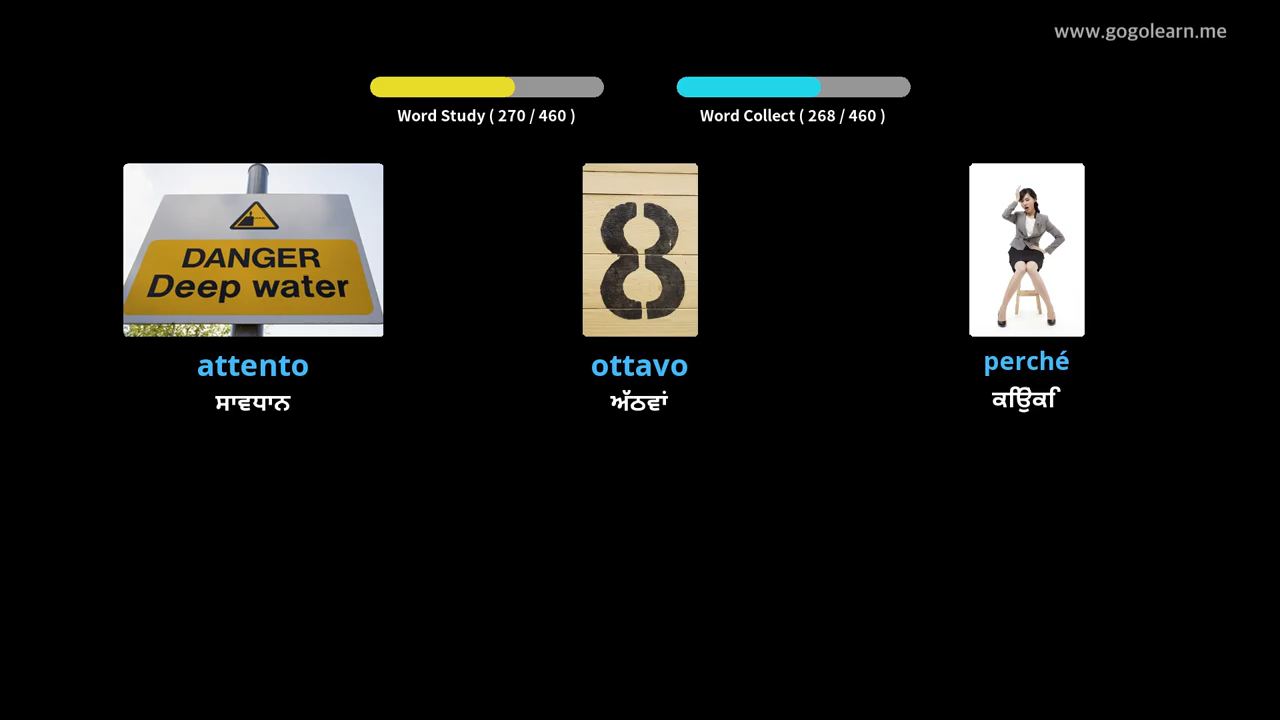 www.gogolearn.me
Word Study ( 270 / 460 )
Word Collect ( 268 / 460 )
DANGER
Deep water
8
attento
ottavo
perché
ਸਾਵਧਾਨ
ਅੱਠਵਾਂ
ਕਿਉਂਕਿ